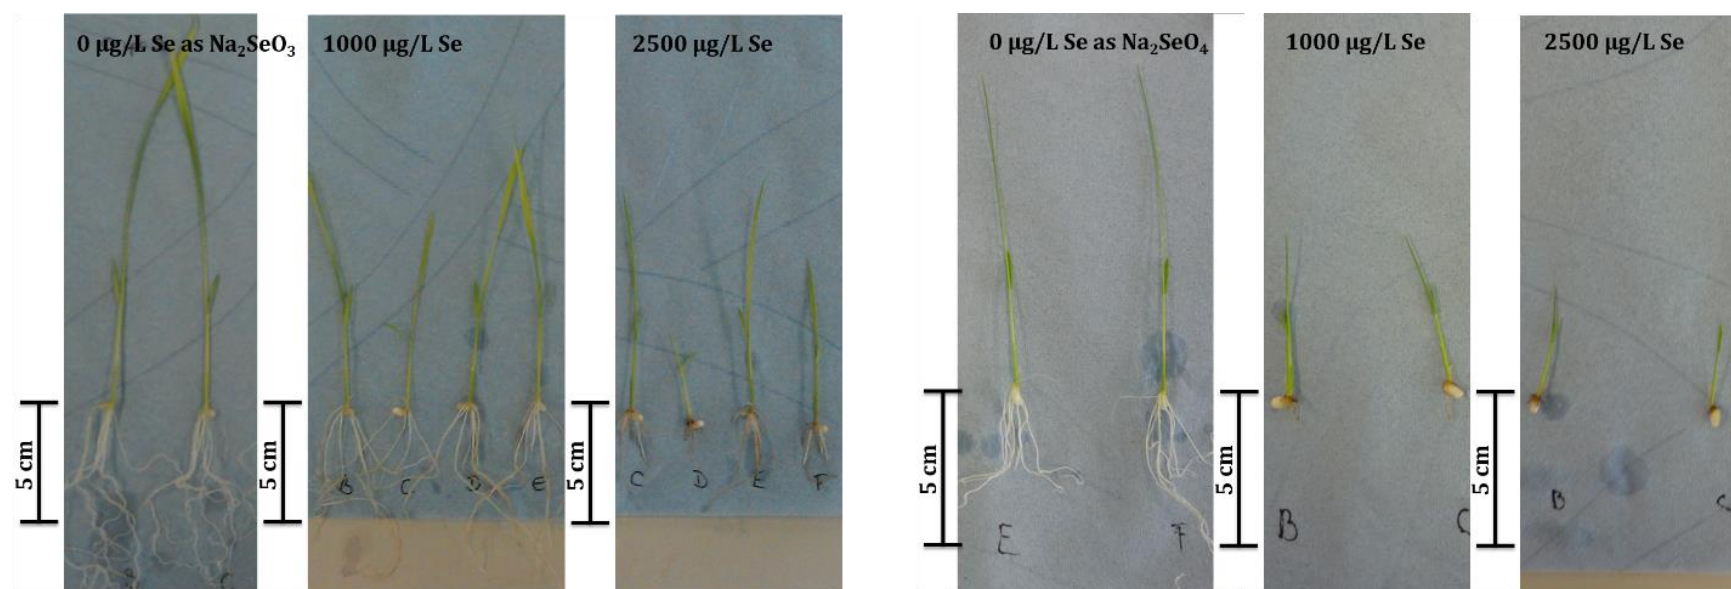 0 µg/L Se as Na₂SeO₃
1000 µg/L Se
2500 µg/L Se
5 cm
5 cm
5 cm
B
C
D
E
C
D
E
F
0 µg/L Se as Na₂SeO₄
1000 µg/L Se
2500 µg/L Se
5 cm
5 cm
5 cm
E
F
B
C
B